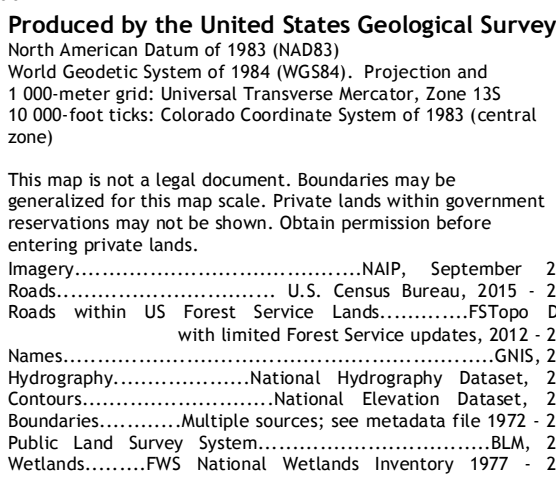 Produced by the United States Geological Survey
North American Datum of 1983 (NAD83)
World Geodetic System of 1984 (WGS84). Projection and
1 000-meter grid: Universal Transverse Mercator, Zone 13S
10 000-foot ticks: Colorado Coordinate System of 1983 (central
zone)
This map is not a legal document. Boundaries may be
generalized for this map scale. Private lands within government
reservations may not be shown. Obtain permission before
entering private lands.
Imagery.....................................NAIP, September 2
Roads............................ U.S. Census Bureau, 2015 - 2
Roads within US Forest Service Lands.............FSTopo D
with limited Forest Service updates, 2012 - 2
Names........................................................GNIS, 2
Hydrography....................National Hydrography Dataset, 2
Contours............................National Elevation Dataset, 2
Boundaries............Multiple sources; see metadata file 1972 - 2
Public Land Survey System..................................BLM, 2
Wetlands.........FWS National Wetlands Inventory 1977 - 2